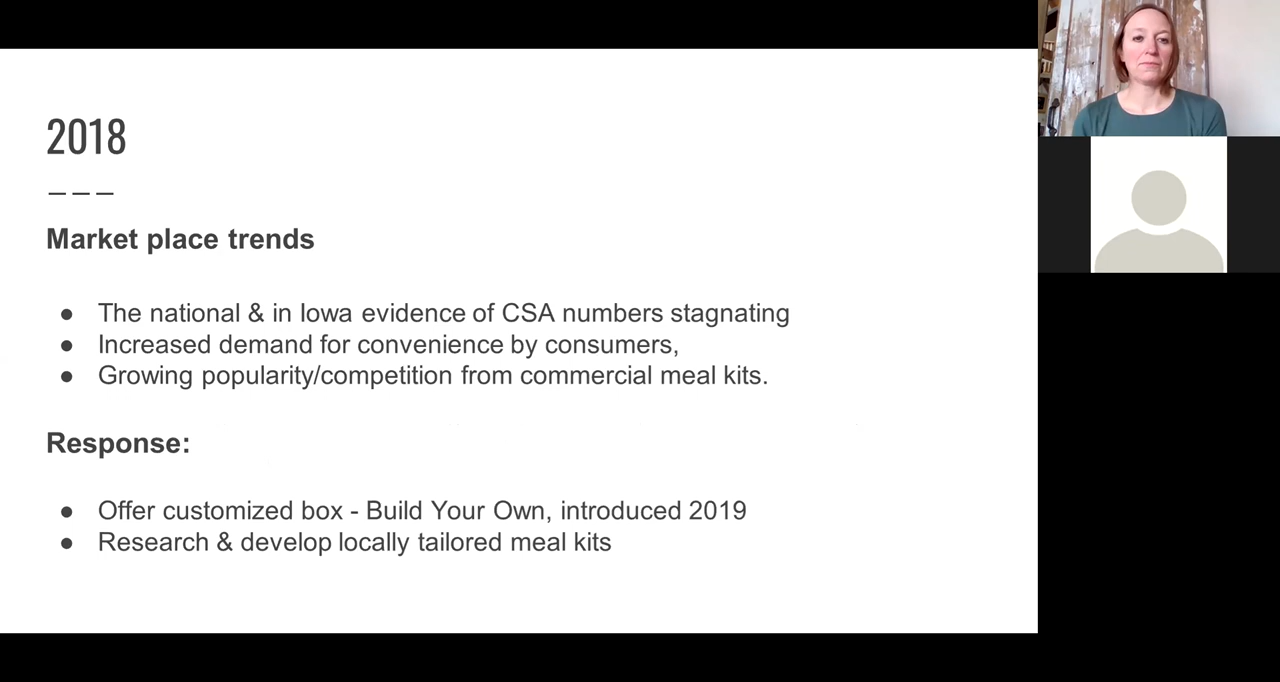 2018
Market place trends
● The national & in Iowa evidence of CSA numbers stagnating
● Increased demand for convenience by consumers,
● Growing popularity/competition from commercial meal kits.
Response:
● Offer customized box - Build Your Own, introduced 2019
● Research & develop locally tailored meal kits